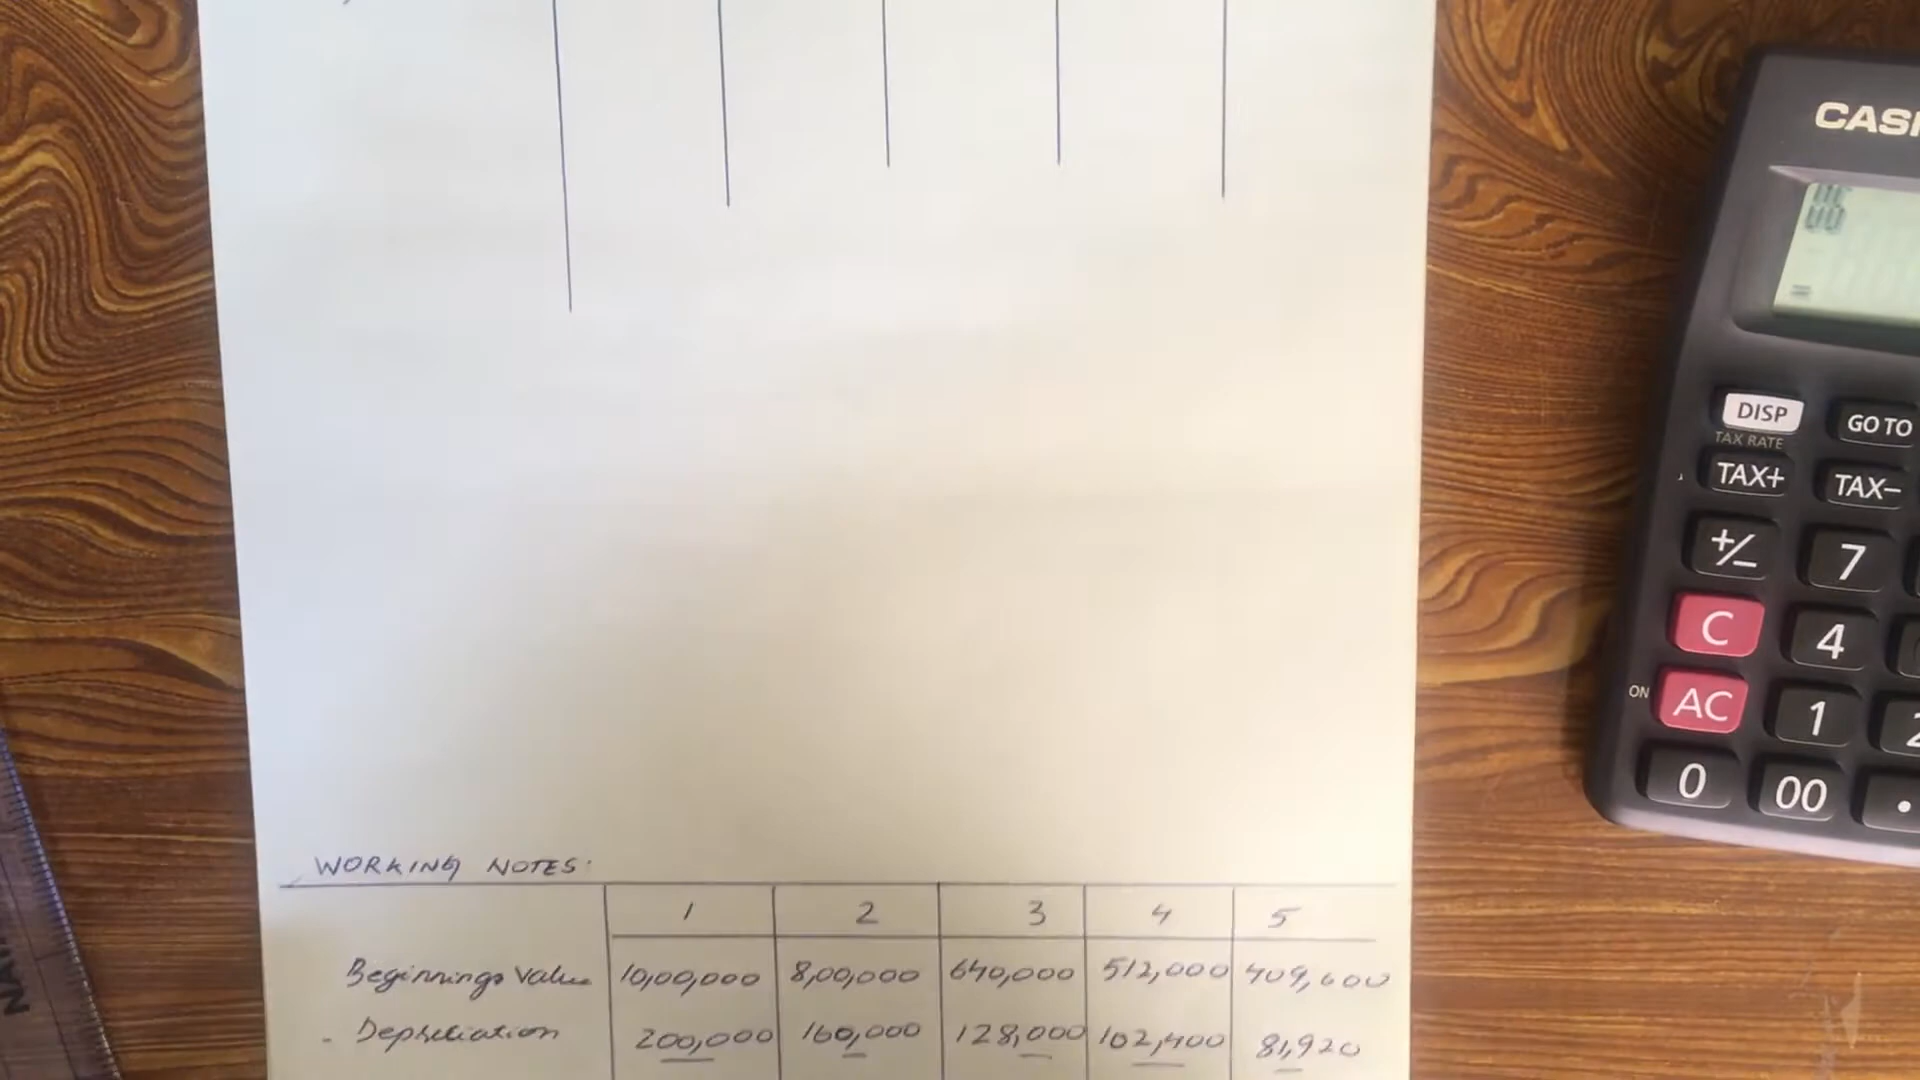 CAS
DISP
GO TO
TAX RATE
TAX+
TAX−
+/−
7
C
4
ON
AC
1
2
0
00
.
WORKING NOTES:
1 2 3 4 5
Beginnings Value 10,00,000 8,00,000 640,000 512,000 409,600
- Depreciation 200,000 160,000 128,000 102,400 81,920